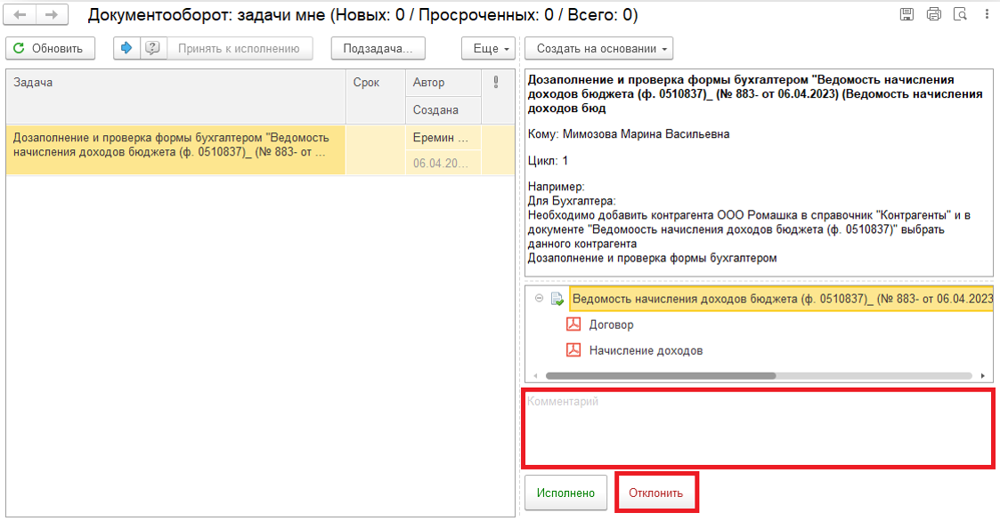 Документооборот: задачи мне (Новых: 0 / Просроченных: 0 / Всего: 0)
Обновить
Принять к исполнению
Подзадача...
Еще
Создать на основании
Задача
Срок
Автор
Создана
Дозаполнение и проверка формы бухгалтером "Ведомость
начисления доходов бюджета (ф. 0510837)_ (№ 883- от ...
Еремин ...
06.04.20...
Дозаполнение и проверка формы бухгалтером "Ведомость начисления
доходов бюджета (ф. 0510837)_ (№ 883- от 06.04.2023) (Ведомость начисления
доходов бюд
Кому: Мимозова Марина Васильевна
Цикл: 1
Например:
Для Бухгалтера:
Необходимо добавить контрагента ООО Ромашка в справочник "Контрагенты" и в
документе "Ведомоость начисления доходов бюджета (ф. 0510837)" выбрать
данного контрагента
Дозаполнение и проверка формы бухгалтером
Ведомость начисления доходов бюджета (ф. 0510837)_ (№ 883- от 06.04.2023
Договор
Начисление доходов
Комментарий
Исполнено
Отклонить